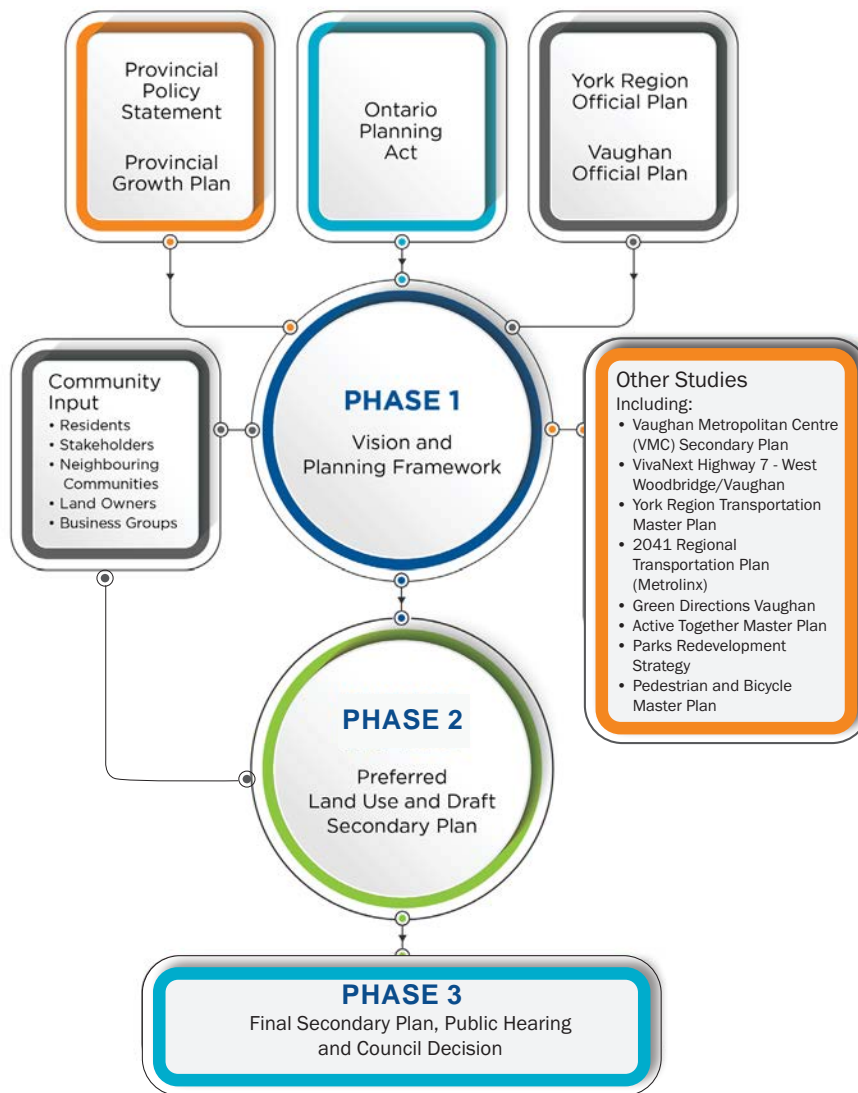 Provincial
Policy
Statement
Provincial
Growth Plan
Ontario
Planning
Act
York Region
Official Plan
Vaughan
Official Plan
PHASE 1
Vision and
Planning Framework
Community
Input
• Residents
• Stakeholders
• Neighbouring
Communities
• Land Owners
• Business Groups
Other Studies
Including:
• Vaughan Metropolitan Centre
(VMC) Secondary Plan
• VivaNext Highway 7 - West
Woodbridge/Vaughan
• York Region Transportation
Master Plan
• 2041 Regional
Transportation Plan
(Metrolinx)
• Green Directions Vaughan
• Active Together Master Plan
• Parks Redevelopment
Strategy
• Pedestrian and Bicycle
Master Plan
PHASE 2
Preferred
Land Use and Draft
Secondary Plan
PHASE 3
Final Secondary Plan, Public Hearing
and Council Decision